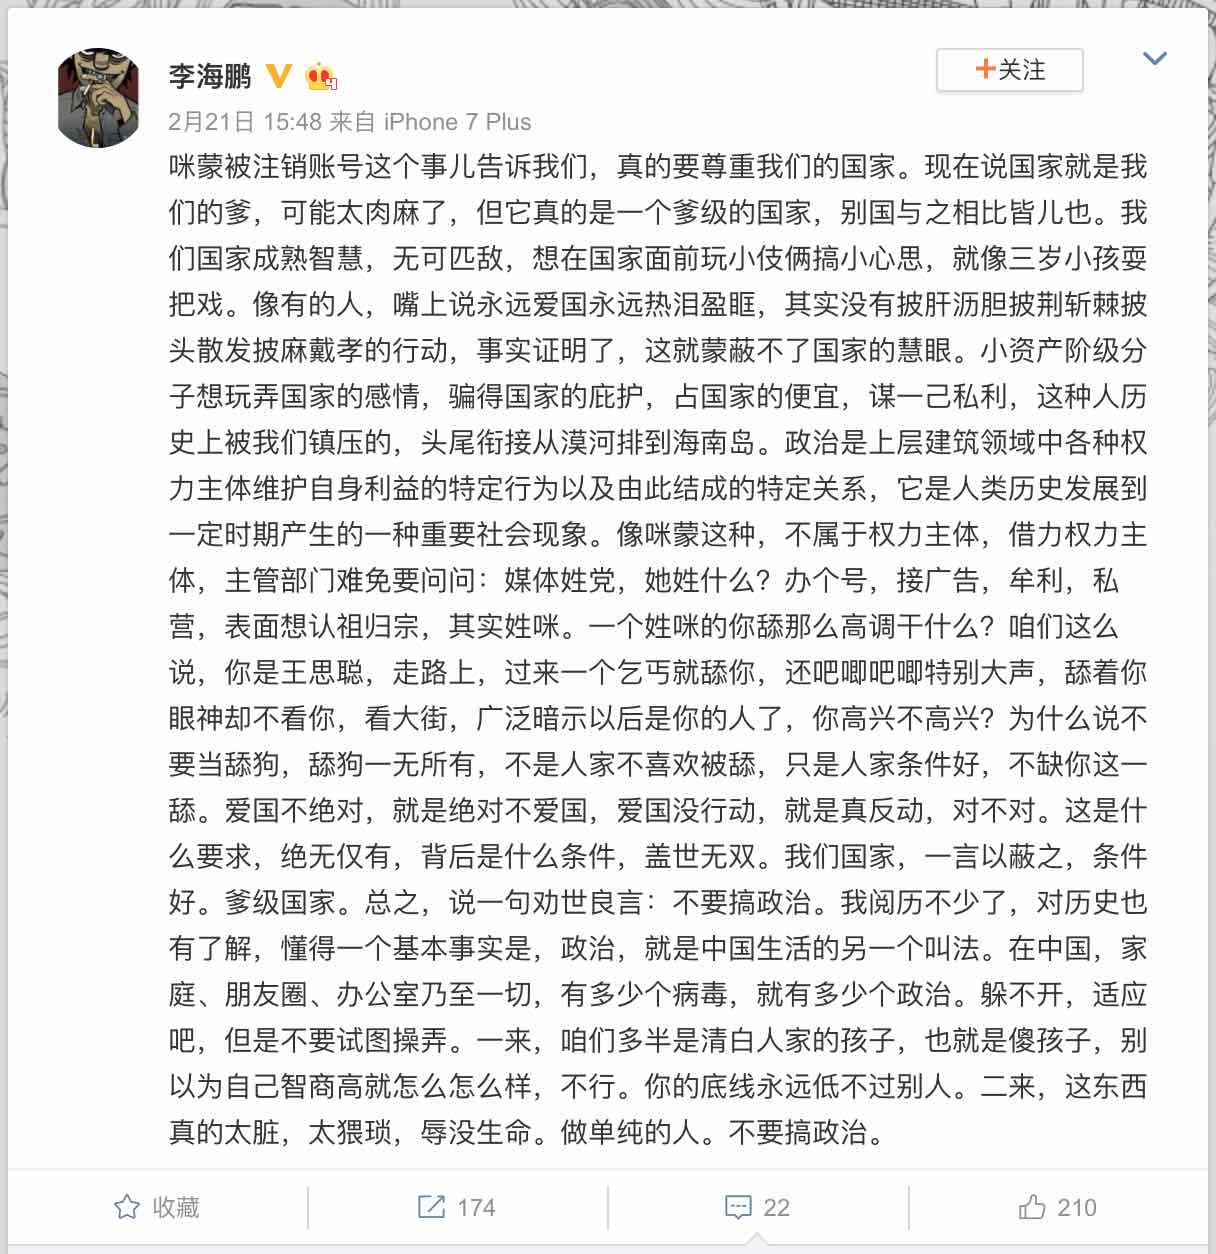 李海鹏
关注
2月21日 15:48 来自 iPhone 7 Plus
咪蒙被注销账号这个事儿告诉我们，真的要尊重我们的国家。现在说国家就是我
们的爹，可能太肉麻了，但它真的是一个爹级的国家，别国与之相比皆儿也。我
们国家成熟智慧，无可匹敌，想在国家面前玩小伎俩搞小心思，就像三岁小孩耍
把戏。像有的人，嘴上说永远爱国永远热泪盈眶，其实没有披肝沥胆披荆斩棘披
头散发披麻戴孝的行动，事实证明了，这就蒙蔽不了国家的慧眼。小资产阶级分
子想玩弄国家的感情，骗得国家的庇护，占国家的便宜，谋一己私利，这种人历
史上被我们镇压的，头尾衔接从漠河排到海南岛。政治是上层建筑领域中各种权
力主体维护自身利益的特定行为以及由此结成的特定关系，它是人类历史发展到
一定时期产生的一种重要社会现象。像咪蒙这种，不属于权力主体，借力权力主
体，主管部门难免要问问：媒体姓党，她姓什么？办个号，接广告，牟利，私
营，表面想认祖归宗，其实姓咪。一个姓咪的你舔那么高调干什么？咱们这么
说，你是王思聪，走路上，过来一个乞丐就舔你，还吧唧吧唧特别大声，舔着你
眼神却不看你，看大街，广泛暗示以后是你的人了，你高兴不高兴？为什么说不
要当舔狗，舔狗一无所有，不是人家不喜欢被舔，只是人家条件好，不缺你这一
舔。爱国不绝对，就是绝对不爱国，爱国没行动，就是真反动，对不对。这是什
么要求，绝无仅有，背后是什么条件，盖世无双。我们国家，一言以蔽之，条件
好。爹级国家。总之，说一句劝世良言：不要搞政治。我阅历不少了，对历史也
有了解，懂得一个基本事实是，政治，就是中国生活的另一个叫法。在中国，家
庭、朋友圈、办公室乃至一切，有多少个病毒，就有多少个政治。躲不开，适应
吧，但是不要试图操弄。一来，咱们多半是清白人家的孩子，也就是傻孩子，别
以为自己智商高就怎么怎么样，不行。你的底线永远低不过别人。二来，这东西
真的太脏，太猥琐，辱没生命。做单纯的人。不要搞政治。
收藏 174 22 210